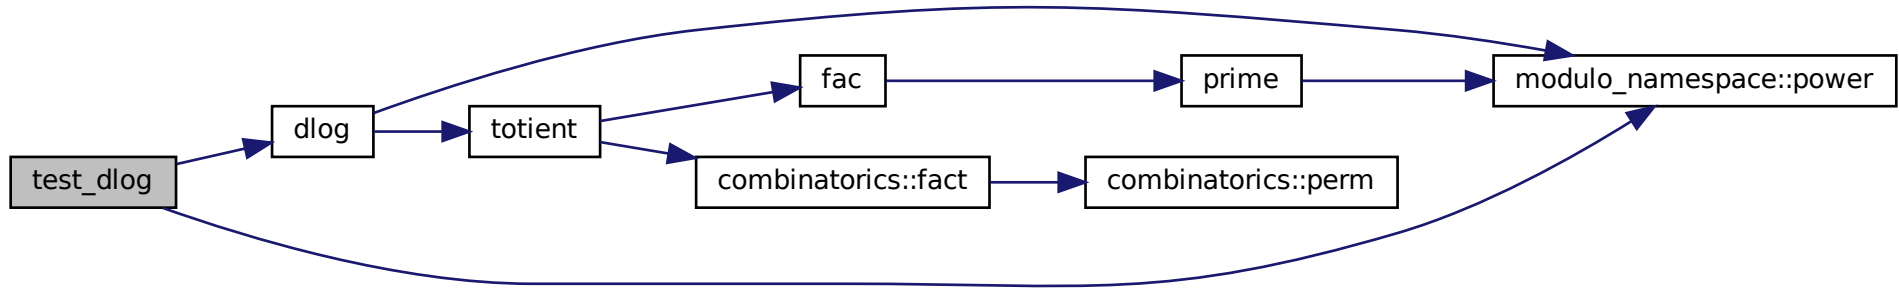 test_dlog
dlog
totient
fac
combinatorics::fact
prime
combinatorics::perm
modulo_namespace::power